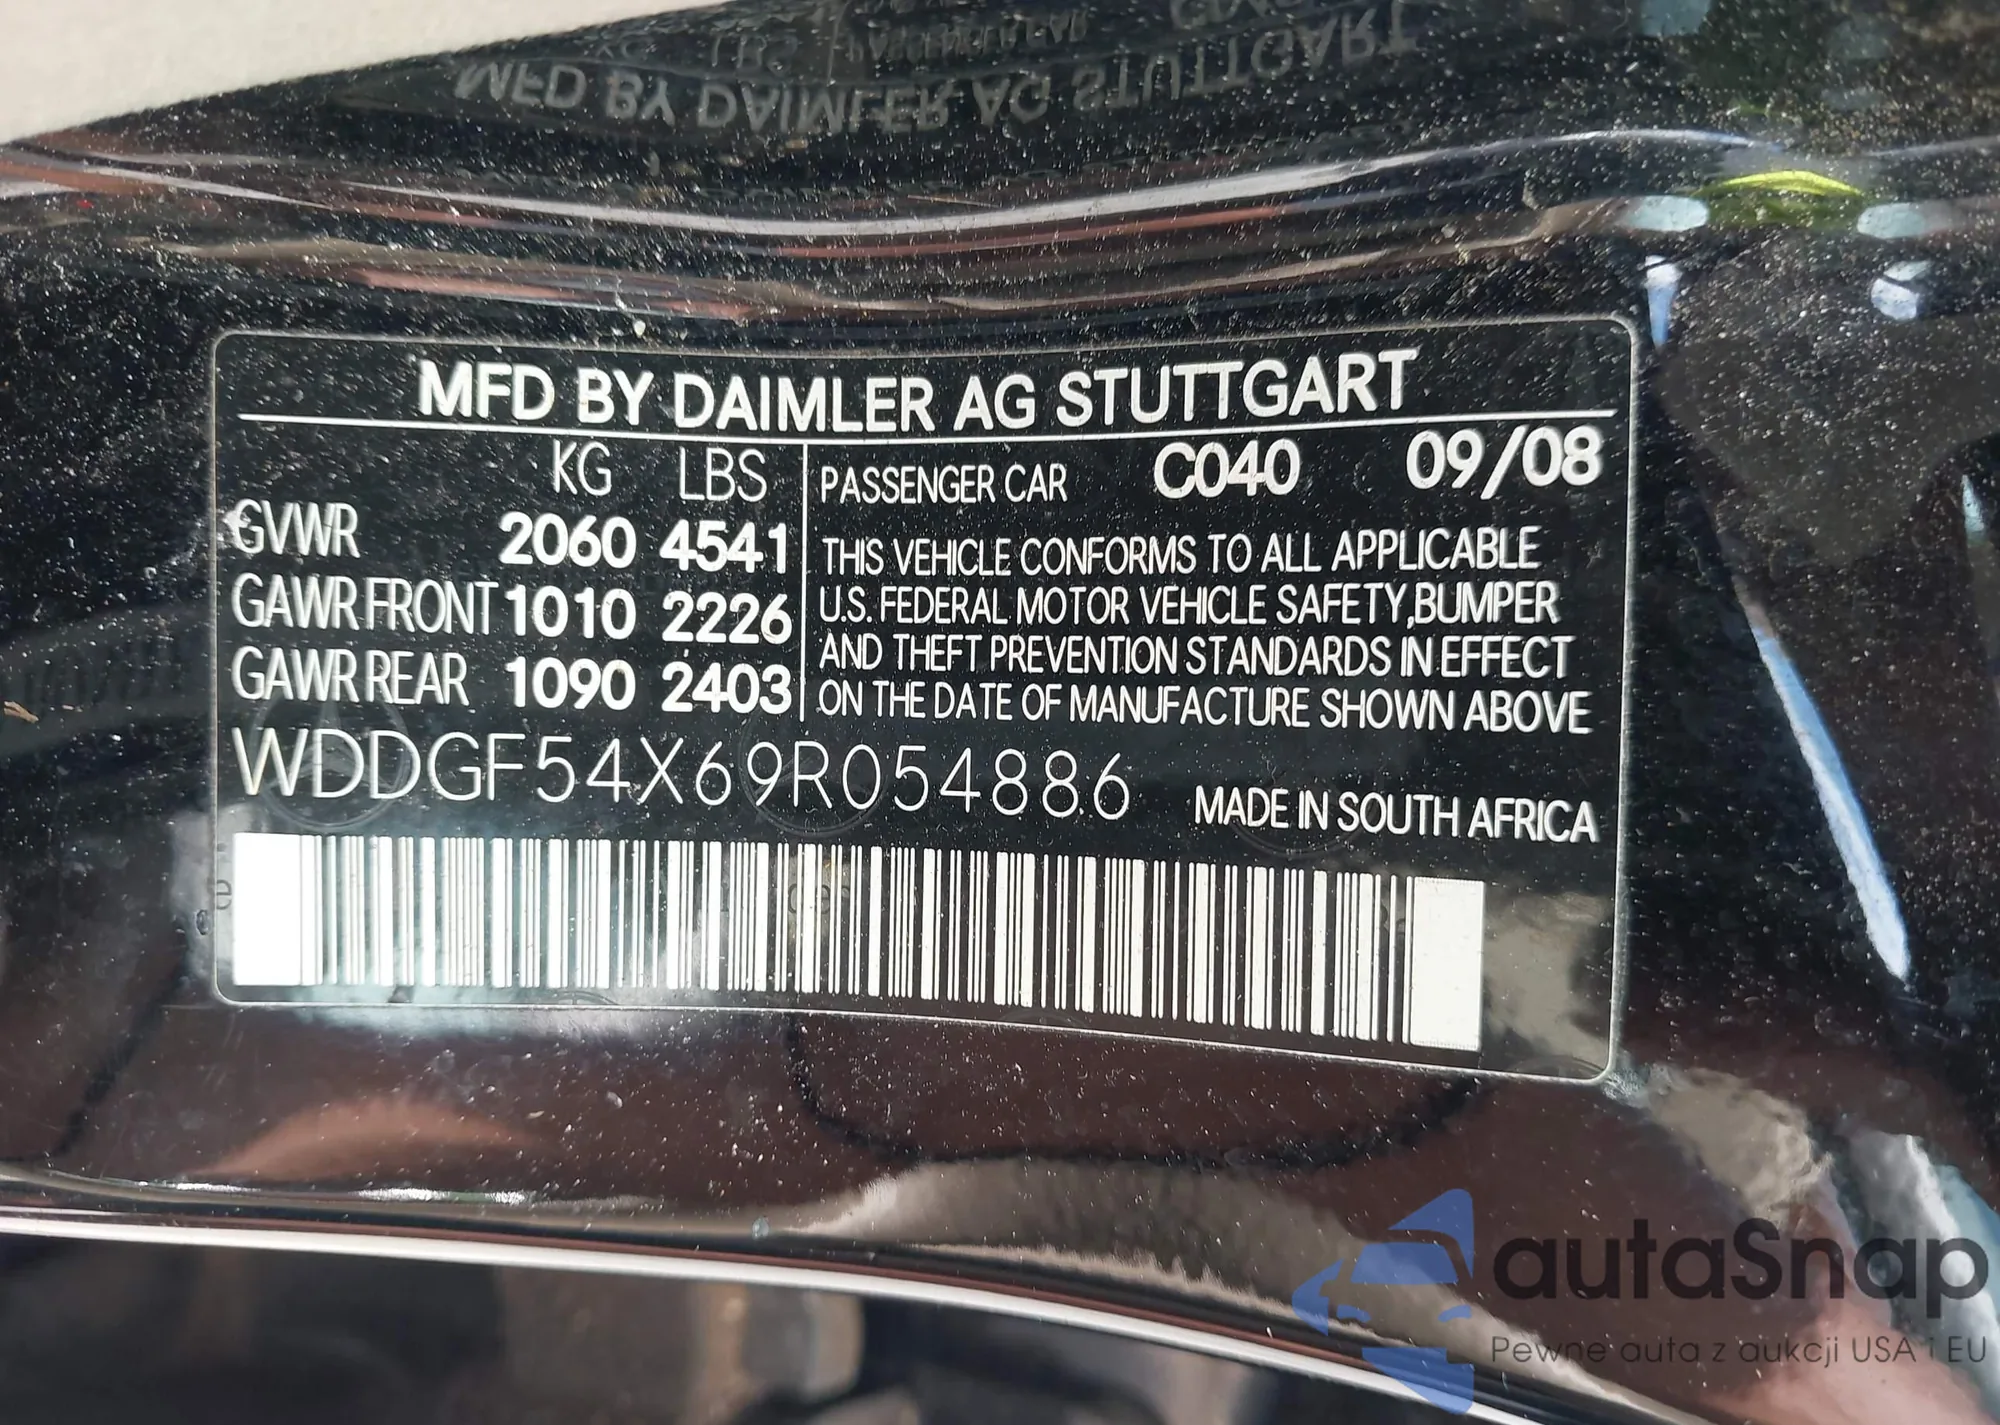 MFD BY DAIMLER AG STUTTGART
KG LBS
GVWR 2060 4541
GAWR FRONT 1010 2226
GAWR REAR 1090 2403
PASSENGER CAR C040 09/08
THIS VEHICLE CONFORMS TO ALL APPLICABLE
U.S. FEDERAL MOTOR VEHICLE SAFETY, BUMPER
AND THEFT PREVENTION STANDARDS IN EFFECT
ON THE DATE OF MANUFACTURE SHOWN ABOVE
WDDGF54X69R054886
MADE IN SOUTH AFRICA
autaSnap
Pewne auta z aukcji USA i EU